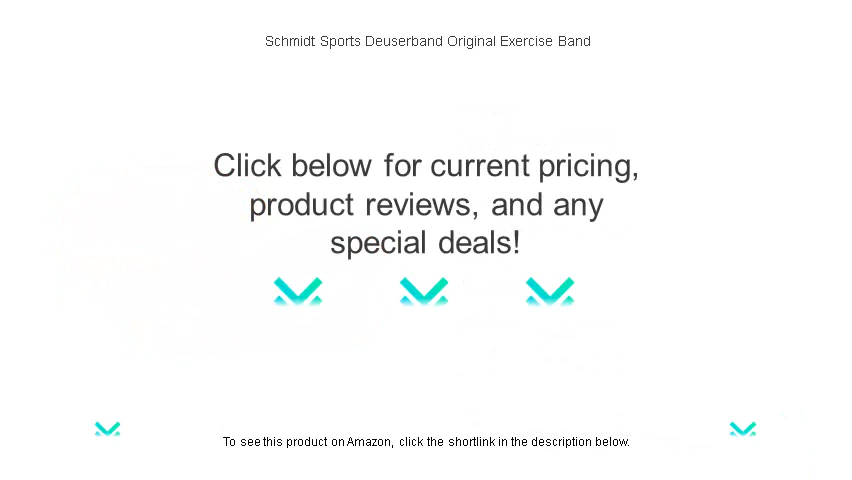 Schmidt Sports Deuserband Original Exercise Band
Click below for current pricing,
product reviews, and any
special deals!
To see this product on Amazon, click the shortlink in the description below.